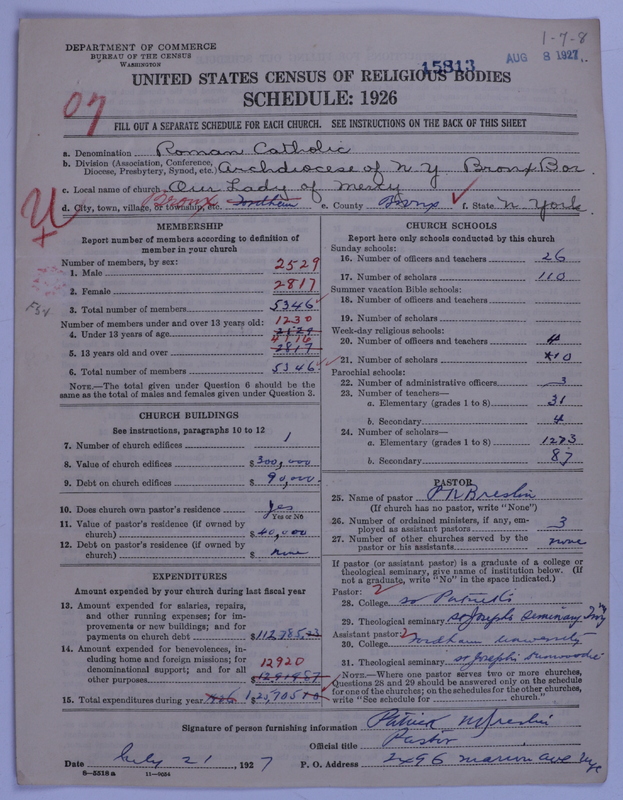 1-7-8
DEPARTMENT OF COMMERCE
BUREAU OF THE CENSUS
WASHINGTON
15813
AUG 8 1927
UNITED STATES CENSUS OF RELIGIOUS BODIES
SCHEDULE: 1926
07
FILL OUT A SEPARATE SCHEDULE FOR EACH CHURCH. SEE INSTRUCTIONS ON THE BACK OF THIS SHEET
a. Denomination Roman Catholic
b. Division (Association, Conference, Diocese, Presbytery, Synod, etc.) Archdiocese of N Y Bronx Bor
c. Local name of church Our Lady of Mercy
d. City, town, village, or township, etc. Bronx Fordham e. County Bronx f. State N York
MEMBERSHIP
Report number of members according to definition of
member in your church
Number of members, by sex:
1. Male 2529
2. Female 2817
3. Total number of members 5346
Number of members under and over 13 years old:
4. Under 13 years of age 1230 2529
5. 13 years old and over 4116 2817
6. Total number of members 5346
NOTE.—The total given under Question 6 should be
same as the total of males and females given under Question 3.
CHURCH BUILDINGS
See instructions, paragraphs 10 to 12
7. Number of church edifices 1
8. Value of church edifices $300,000
9. Debt on church edifices $90,000
10. Does church own pastor's residence Yes
Yes or No
11. Value of pastor's residence (if owned by
church) $40,000
12. Debt on pastor's residence (if owned by
church) $ none
EXPENDITURES
Amount expended by your church during last fiscal year
13. Amount expended for salaries, repairs,
and other running expenses; for im-
provements or new buildings; and for
payments on church debt $112,785.23
14. Amount expended for benevolences, in-
cluding home and foreign missions; for
denominational support; and for all
other purposes 12920 $
15. Total expenditures during year
CHURCH SCHOOLS
Report here only schools conducted by this church
Sunday schools:
16. Number of officers and teachers 26
17. Number of scholars 110
Summer vacation Bible schools:
18. Number of officers and teachers
19. Number of scholars
Week-day religious schools:
20. Number of officers and teachers 4
21. Number of scholars
Parochial schools:
22. Number of administrative officers 3
23. Number of teachers—
a. Elementary (grades 1 to 8) 31
b. Secondary 4
24. Number of scholars—
a. Elementary (grades 1 to 8) 1273
b. Secondary 87
PASTOR
25. Name of pastor P N Breslin
(If church has no pastor, write "None")
26. Number of ordained ministers, if any, em-
ployed as assistant pastors 3
27. Number of other churches served by the
pastor or his assistants none
If pastor (or assistant pastor) is a graduate of a college or
theological seminary, give name of institution below. (If
not a graduate, write "No" in the space indicated.)
Pastor: 2
28. College St Patricks
29. Theological seminary St Josephs Seminary Troy
Assistant pastor: 2
30. College Fordham University
31. Theological seminary St Josephs Dunwoodie
NOTE.—Where one pastor serves two or more churches,
Questions 28 and 29 should be answered only on the schedule
for one of the churches; on the schedules for the other churches,
write "See schedule for church."
Signature of person furnishing information Patrick N Breslin
Official title Pastor
Date July 21, 1927 P. O. Address 2496 Marion Ave
8—5518a 11—9054